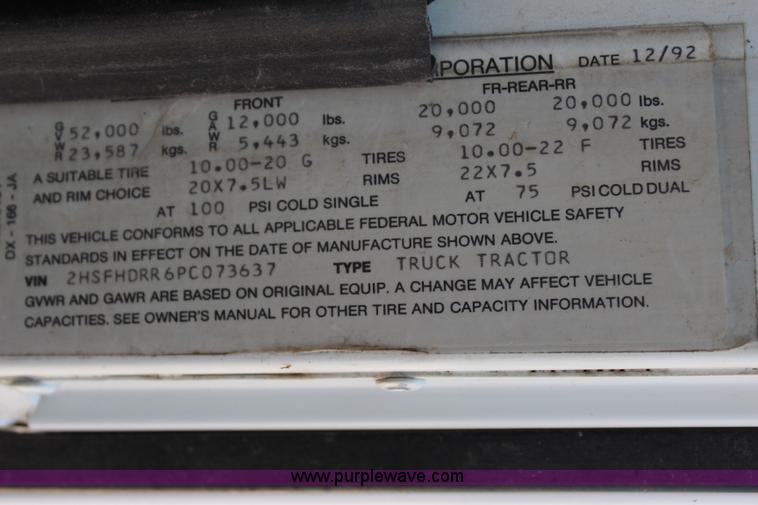 PORATION DATE 12/92
FRONT FR-REAR-RR
GVWR 52,000 lbs. GAWR 12,000 lbs. 20,000 20,000 lbs.
23,587 kgs. 5,443 kgs. 9,072 9,072 kgs.
A SUITABLE TIRE 10.00-20 G TIRES 10.00-22 F TIRES
AND RIM CHOICE 20X7.5LW RIMS 22X7.5 RIMS
AT 100 PSI COLD SINGLE AT 75 PSI COLD DUAL
THIS VEHICLE CONFORMS TO ALL APPLICABLE FEDERAL MOTOR VEHICLE SAFETY
STANDARDS IN EFFECT ON THE DATE OF MANUFACTURE SHOWN ABOVE.
VIN 2HSFHDRR6PC073637 TYPE TRUCK TRACTOR
GVWR AND GAWR ARE BASED ON ORIGINAL EQUIP. A CHANGE MAY AFFECT VEHICLE
CAPACITIES. SEE OWNER'S MANUAL FOR OTHER TIRE AND CAPACITY INFORMATION.
DX - 166 - JA
www.purplewave.com